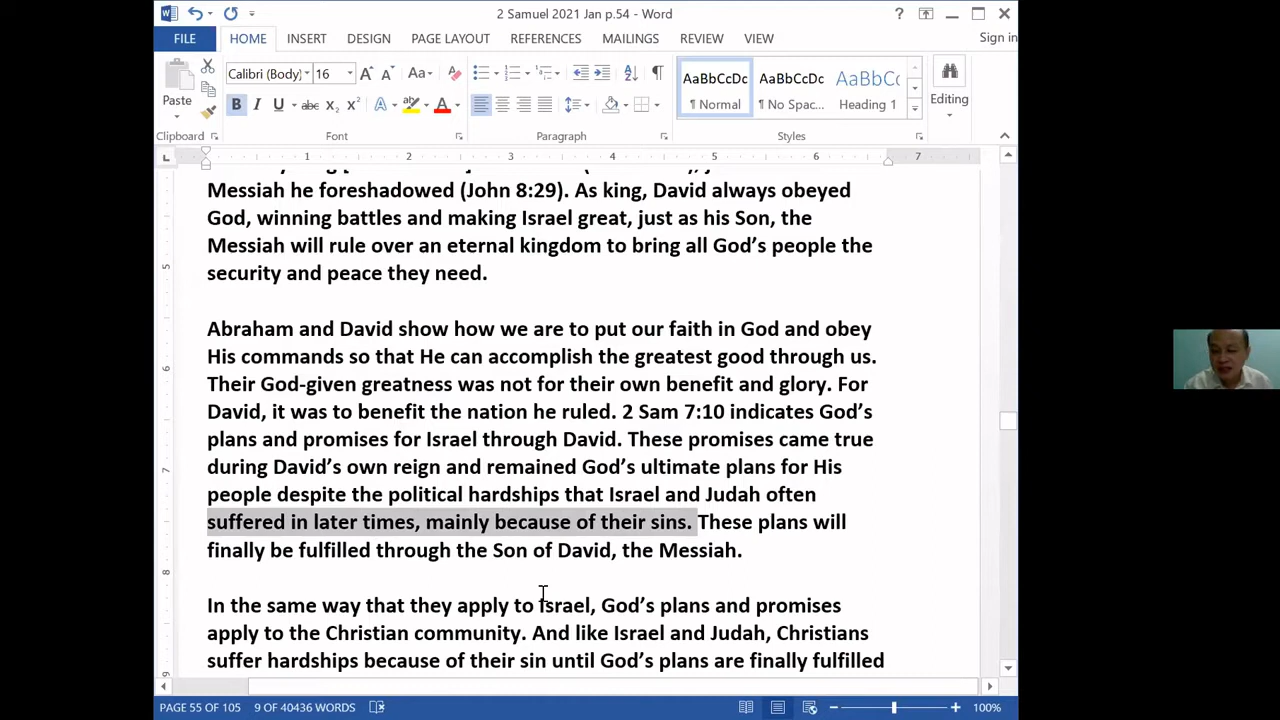 2 Samuel 2021 Jan p.54 - Word
FILE HOME INSERT DESIGN PAGE LAYOUT REFERENCES MAILINGS REVIEW VIEW Sign in
Calibri (Body) 16
Paste
AaBbCcDc AaBbCcDc AaBbCc
¶ Normal ¶ No Spac... Heading 1
Editing
Clipboard Font Paragraph Styles
1 2 3 4 5 6 7
Messiah he foreshadowed (John 8:29). As king, David always obeyed
God, winning battles and making Israel great, just as his Son, the
Messiah will rule over an eternal kingdom to bring all God’s people the
security and peace they need.
Abraham and David show how we are to put our faith in God and obey
His commands so that He can accomplish the greatest good through us.
Their God-given greatness was not for their own benefit and glory. For
David, it was to benefit the nation he ruled. 2 Sam 7:10 indicates God’s
plans and promises for Israel through David. These promises came true
during David’s own reign and remained God’s ultimate plans for His
people despite the political hardships that Israel and Judah often
suffered in later times, mainly because of their sins. These plans will
finally be fulfilled through the Son of David, the Messiah.
In the same way that they apply to Israel, God’s plans and promises
apply to the Christian community. And like Israel and Judah, Christians
suffer hardships because of their sin until God’s plans are finally fulfilled
PAGE 55 OF 105 9 OF 40436 WORDS 100%